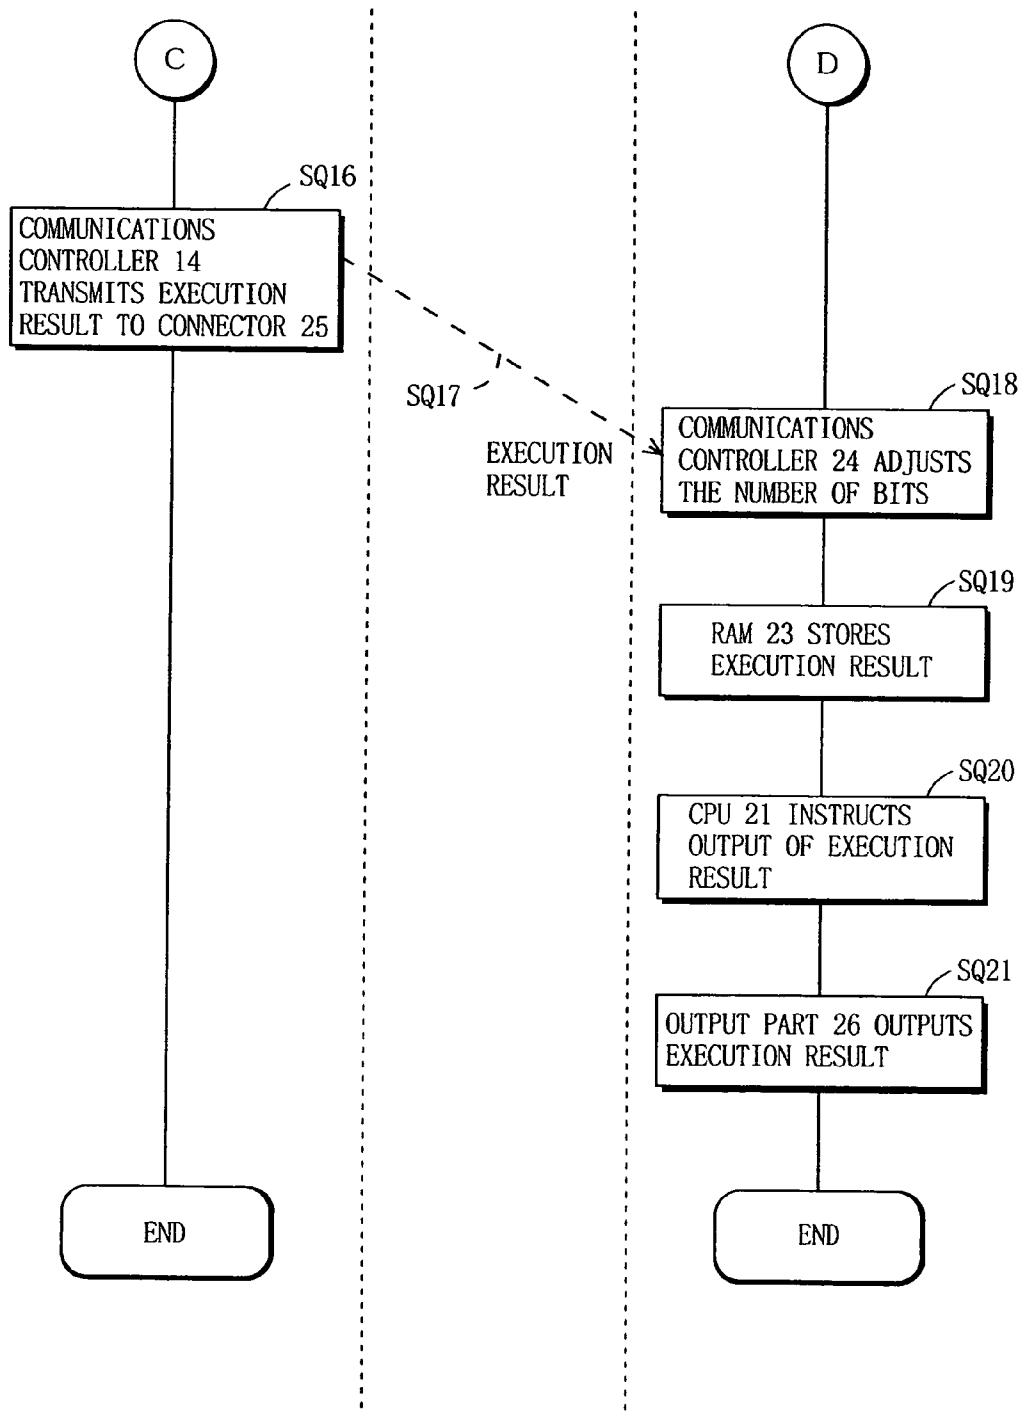 C
D
SQ16
COMMUNICATIONS
CONTROLLER 14
TRANSMITS EXECUTION
RESULT TO CONNECTOR 25
SQ17
EXECUTION
RESULT
SQ18
COMMUNICATIONS
CONTROLLER 24 ADJUSTS
THE NUMBER OF BITS
SQ19
RAM 23 STORES
EXECUTION RESULT
SQ20
CPU 21 INSTRUCTS
OUTPUT OF EXECUTION
RESULT
SQ21
OUTPUT PART 26 OUTPUTS
EXECUTION RESULT
END
END